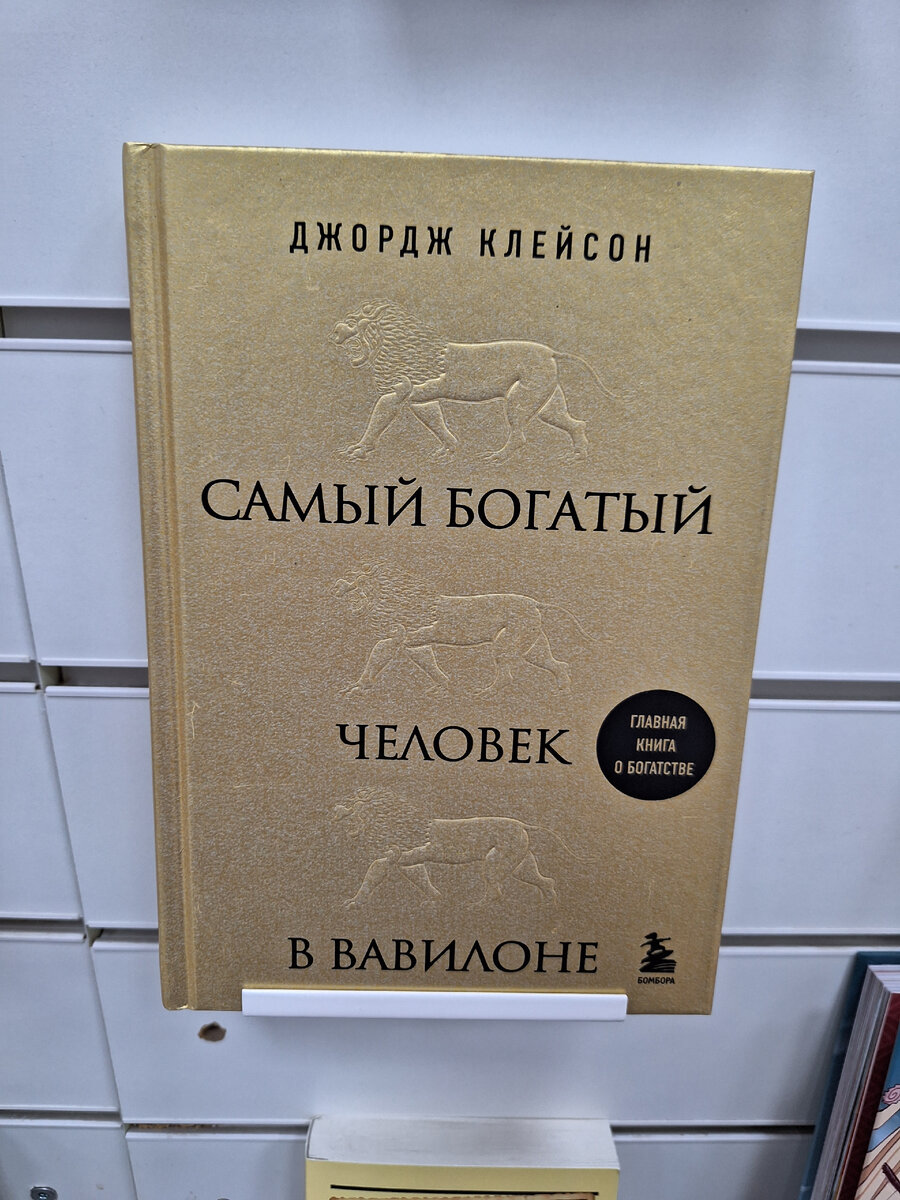 ДЖОРДЖ КЛЕЙСОН
САМЫЙ БОГАТЫЙ
ЧЕЛОВЕК
ГЛАВНАЯ
КНИГА
О БОГАТСТВЕ
В ВАВИЛОНЕ
БОМБОРА